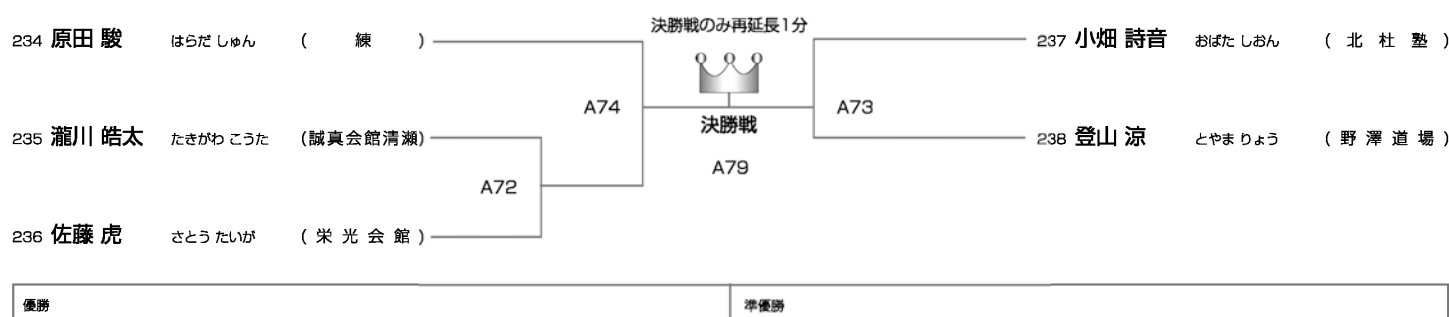 決勝戦のみ再延長1分
234 原田 駿 はらだ しゅん ( 練 )
237 小畑 詩音 おばた しおん ( 北 杜 塾 )
A74
A73
決勝戦
235 瀧川 皓太 たきがわ こうた (誠真会館清瀬)
238 登山 涼 とやま りょう ( 野 澤 道 場 )
A79
A72
236 佐藤 虎 さとう たいが ( 栄 光 会 館 )
優勝
準優勝